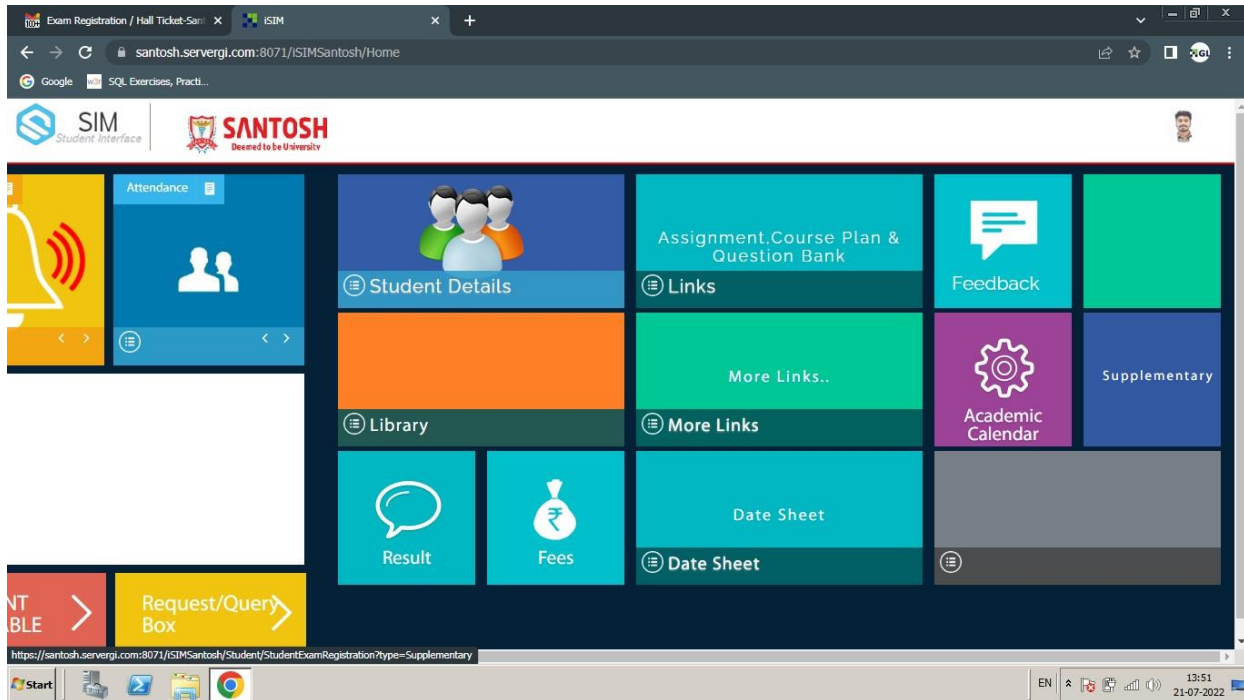 Exam Registration / Hall Ticket-San
iSIM
santosh.servergi.com:8071/iSIMSantosh/Home
Google
w3r
SQL Exercises, Practi...
SIM
Student Interface
SANTOSH
Deemed to be University
Attendance
Student Details
Assignment,Course Plan &
Question Bank
Links
Feedback
Library
More Links..
More Links
Academic
Calendar
Supplementary
Result
Fees
Date Sheet
Date Sheet
NT
BLE
Request/Query
Box
https://santosh.servergi.com:8071/iSIMSantosh/Student/StudentExamRegistration?type=Supplementary
Start
EN
13:51
21-07-2022